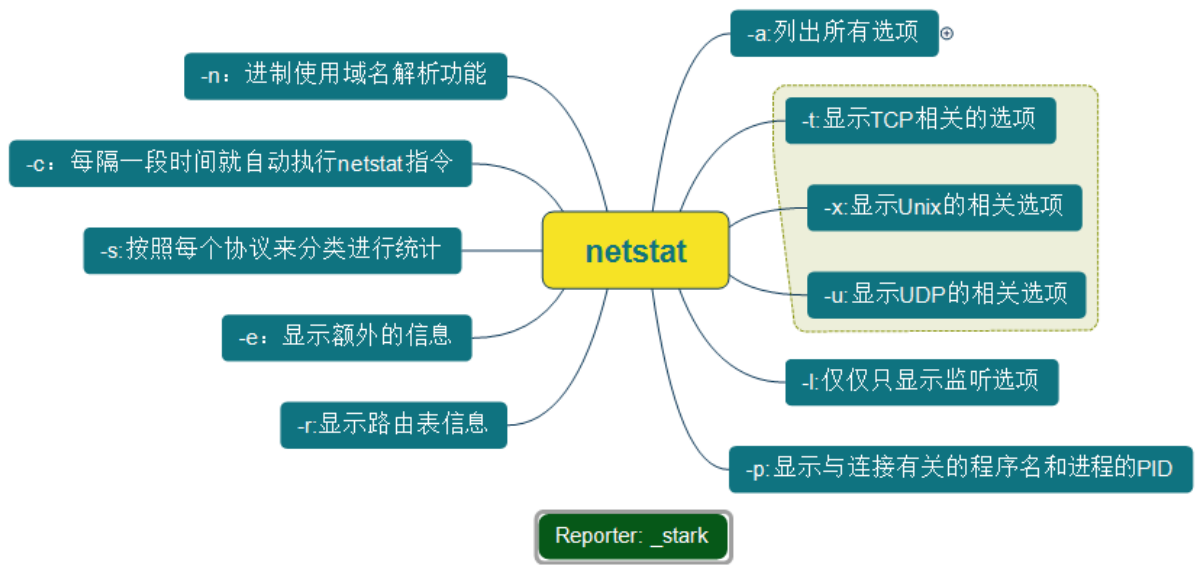 netstat
-a:列出所有选项
-t:显示TCP相关的选项
-x:显示Unix的相关选项
-u:显示UDP的相关选项
-l:仅仅只显示监听选项
-p:显示与连接有关的程序名和进程的PID
-n：进制使用域名解析功能
-c：每隔一段时间就自动执行netstat指令
-s:按照每个协议来分类进行统计
-e：显示额外的信息
-r:显示路由表信息
Reporter: _stark